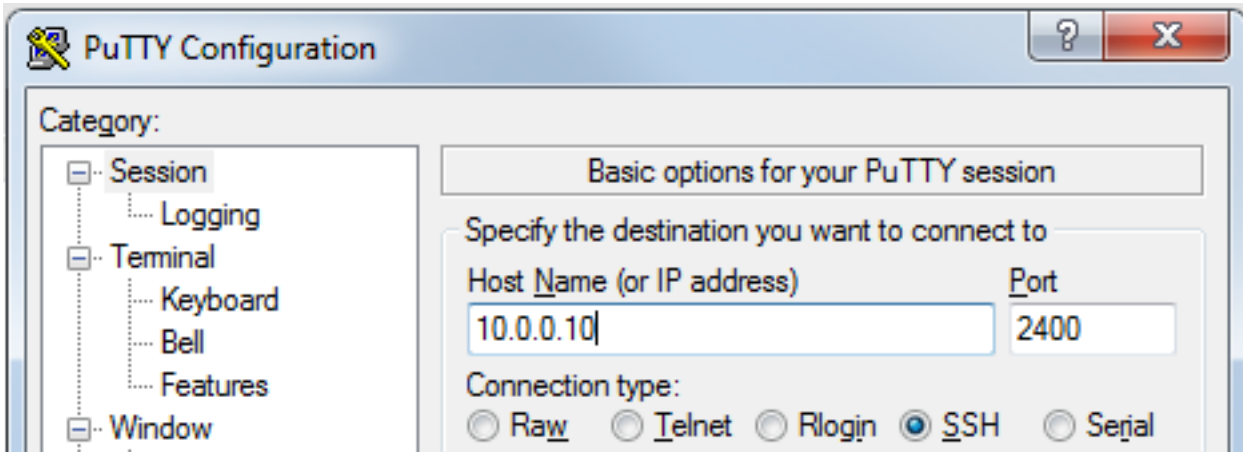 PuTTY Configuration
? X
Category:
Session
Logging
Terminal
Keyboard
Bell
Features
Window
Basic options for your PuTTY session
Specify the destination you want to connect to
Host Name (or IP address) Port
10.0.0.10 2400
Connection type:
Raw Telnet Rlogin SSH Serial